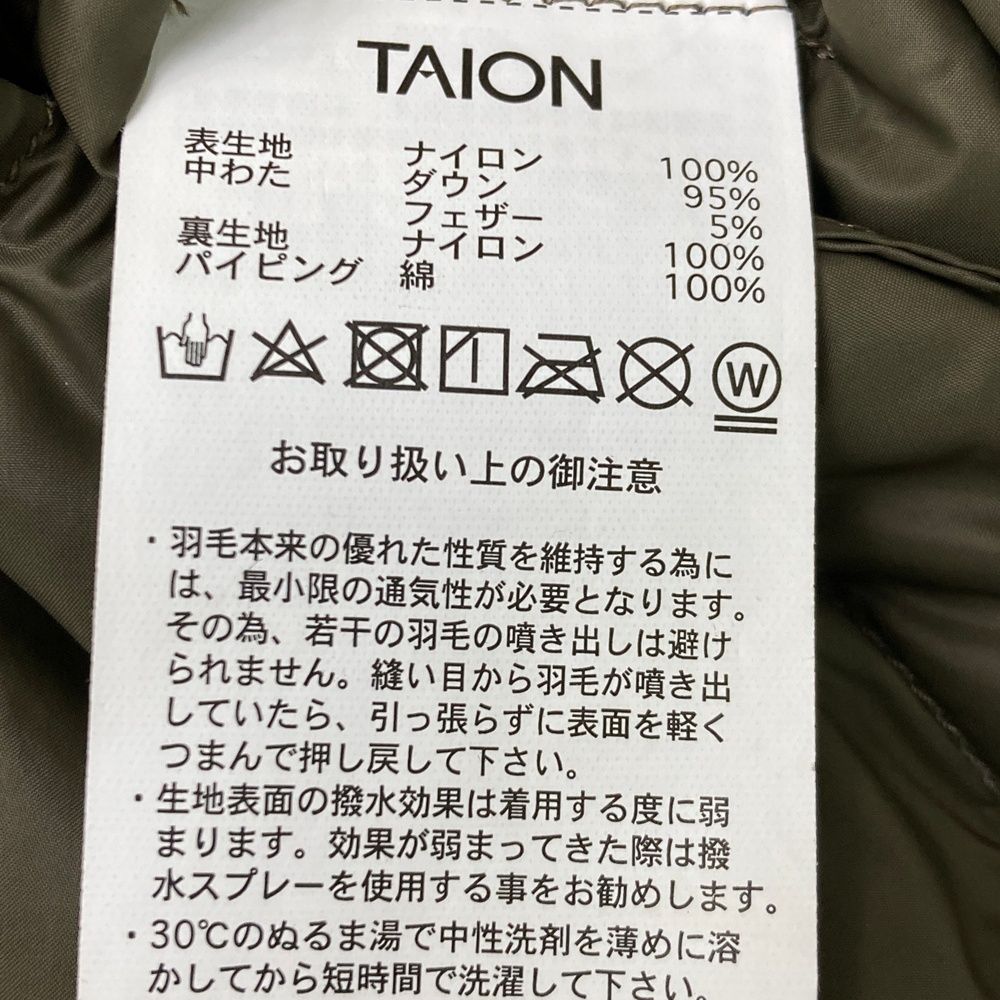 TAION
表生地 ナイロン 100%
中わた ダウン 95%
フェザー 5%
裏生地 ナイロン 100%
パイピング 綿 100%
W
お取り扱い上の御注意
・羽毛本来の優れた性質を維持する為に
は、最小限の通気性が必要となります。
その為、若干の羽毛の噴き出しは避け
られません。縫い目から羽毛が噴き出
していたら、引っ張らずに表面を軽く
つまんで押し戻して下さい。
・生地表面の撥水効果は着用する度に弱
まります。効果が弱まってきた際は撥
水スプレーを使用する事をお勧めします。
・30℃のぬるま湯で中性洗剤を薄めに溶
かしてから短時間で洗濯して下さい。